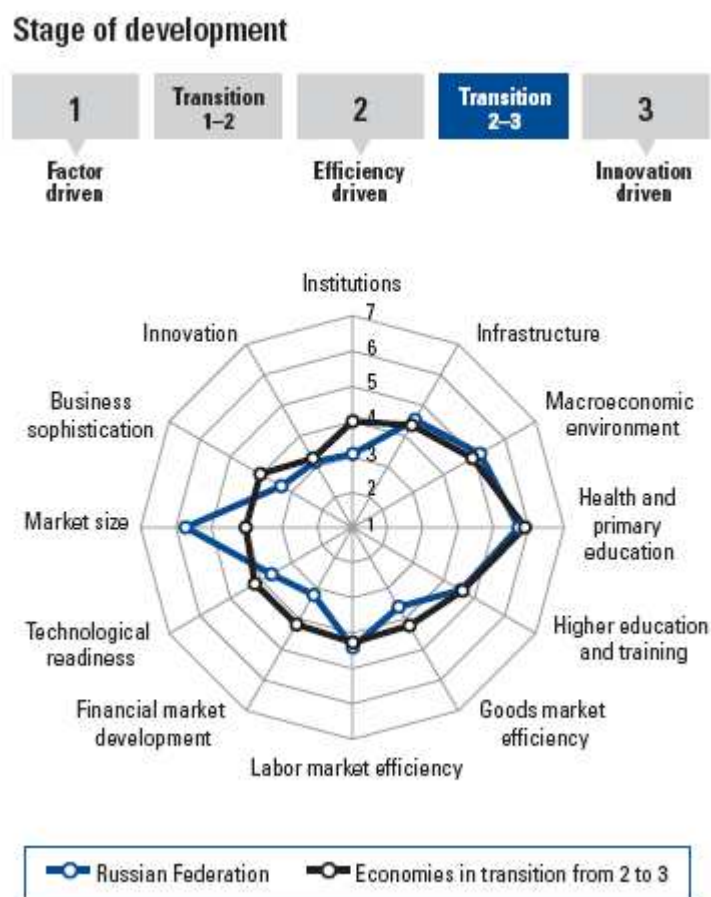 Stage of development
1
Transition
1–2
2
Transition
2–3
3
Factor
driven
Efficiency
driven
Innovation
driven
Institutions
7
6
5
4
3
2
1
Infrastructure
Macroeconomic
environment
Health and
primary
education
Higher education
and training
Goods market
efficiency
Labor market efficiency
Financial market
development
Technological
readiness
Market size
Business
sophistication
Innovation
Russian Federation
Economies in transition from 2 to 3